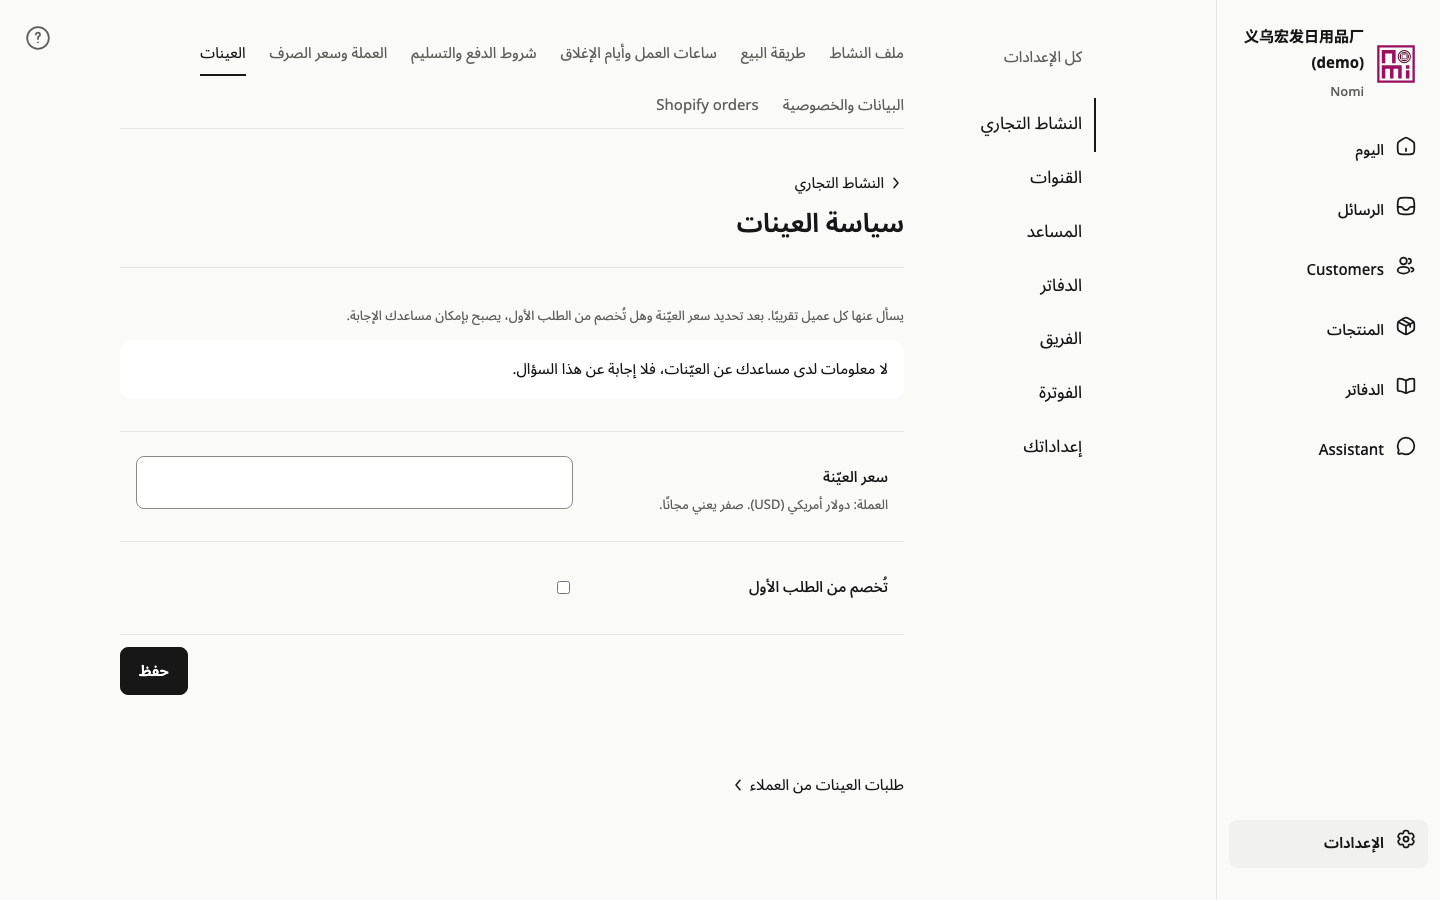 义乌宏发日用品厂
(demo)
Nomi
اليوم
الرسائل
Customers
المنتجات
الدفاتر
Assistant
الإعدادات
كل الإعدادات
النشاط التجاري
القنوات
المساعد
الدفاتر
الفريق
الفوترة
إعداداتك
ملف النشاط
طريقة البيع
ساعات العمل وأيام الإغلاق
شروط الدفع والتسليم
العملة وسعر الصرف
العينات
البيانات والخصوصية
Shopify orders
النشاط التجاري
سياسة العينات
يسأل عنها كل عميل تقريبًا. بعد تحديد سعر العيّنة وهل تُخصم من الطلب الأول، يصبح بإمكان مساعدك الإجابة.
لا معلومات لدى مساعدك عن العيّنات، فلا إجابة عن هذا السؤال.
سعر العيّنة
العملة: دولار أمريكي (USD). صفر يعني مجانًا.
تُخصم من الطلب الأول
حفظ
طلبات العينات من العملاء